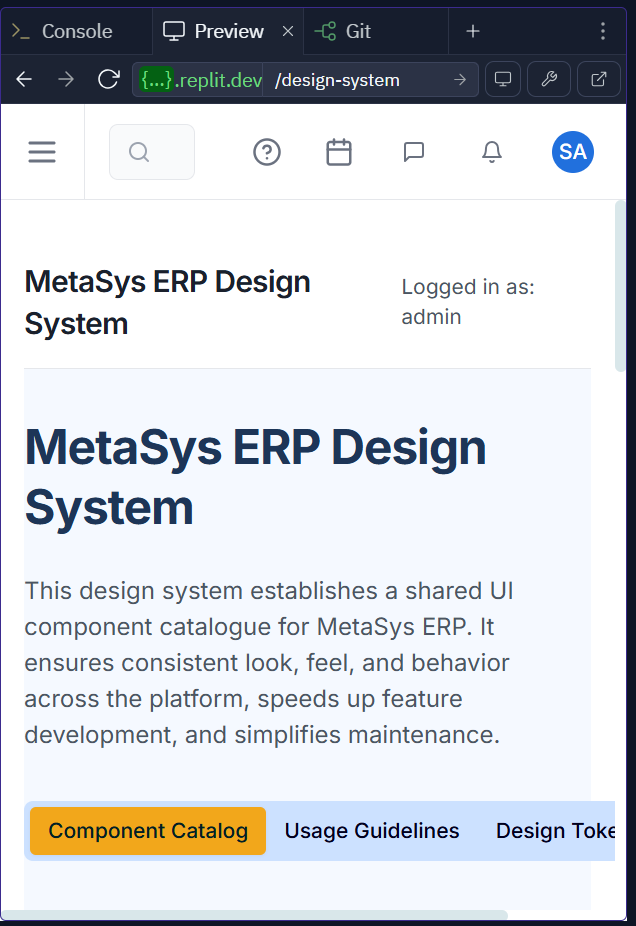 Console Preview Git
{...}.replit.dev /design-system
SA
MetaSys ERP Design
System
Logged in as:
admin
MetaSys ERP Design
System
This design system establishes a shared UI
component catalogue for MetaSys ERP. It
ensures consistent look, feel, and behavior
across the platform, speeds up feature
development, and simplifies maintenance.
Component Catalog Usage Guidelines Design Toke